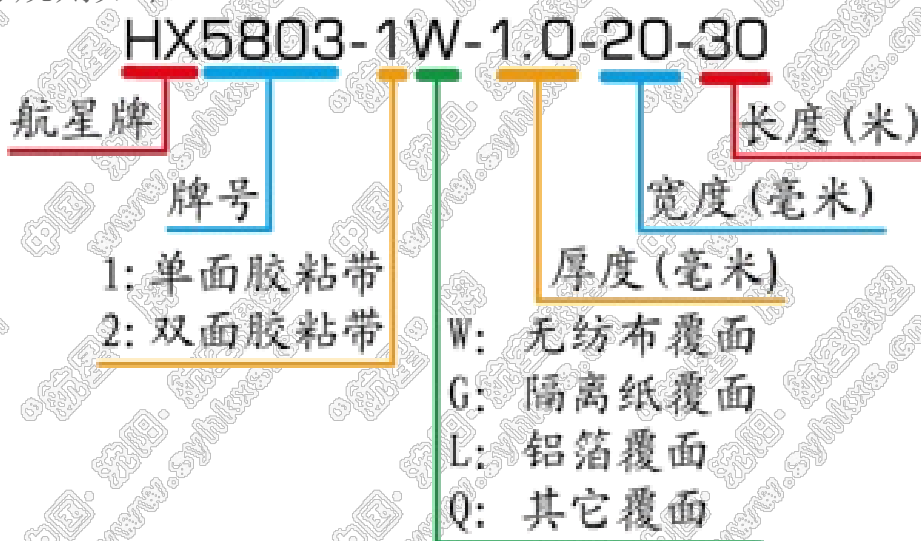 HX5803-1W-1.0-20-30
航星牌
长度(米)
牌号
宽度(毫米)
1: 单面胶粘带
厚度(毫米)
2: 双面胶粘带
W: 无纺布覆面
G: 隔离纸覆面
L: 铝箔覆面
Q: 其它覆面